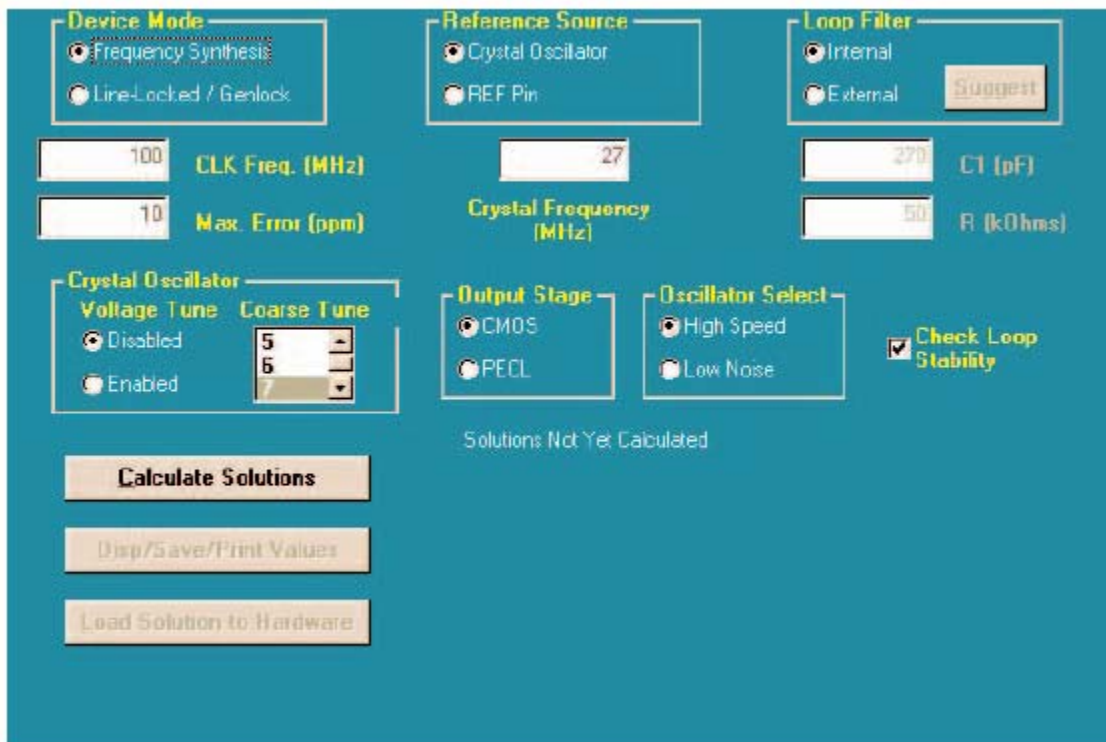 Device Mode
Frequency Synthesis
Line-Locked / Genlock
Reference Source
Crystal Oscillator
REF Pin
Loop Filter
Internal
External
Suggest
100
CLK Freq. (MHz)
10
Max. Error (ppm)
27
Crystal Frequency
(MHz)
270
C1 (pF)
50
R (kOhms)
Crystal Oscillator
Voltage Tune
Disabled
Enabled
Coarse Tune
5
6
7
Output Stage
CMOS
PECL
Oscillator Select
High Speed
Low Noise
Check Loop
Stability
Solutions Not Yet Calculated
Calculate Solutions
Disp/Save/Print Values
Load Solution to Hardware